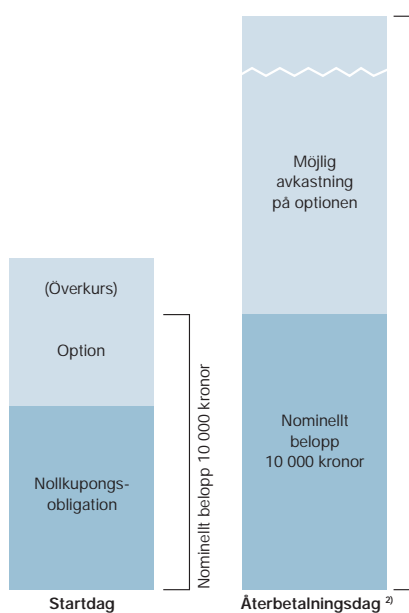 (Överkurs)
Option
Nollkupongs-
obligation
Startdag
Nominellt belopp 10 000 kronor
Möjlig
avkastning
på optionen
Nominellt
belopp
10 000 kronor
Återbetalningsdag 2)